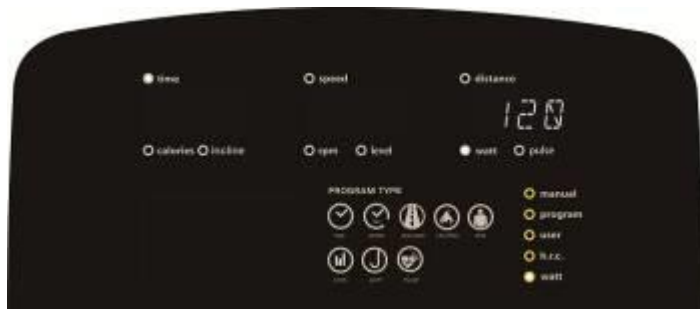 time speed distance
120
calories incline rpm level watt pulse
PROGRAM TYPE
manual
program
user
h.r.c.
watt